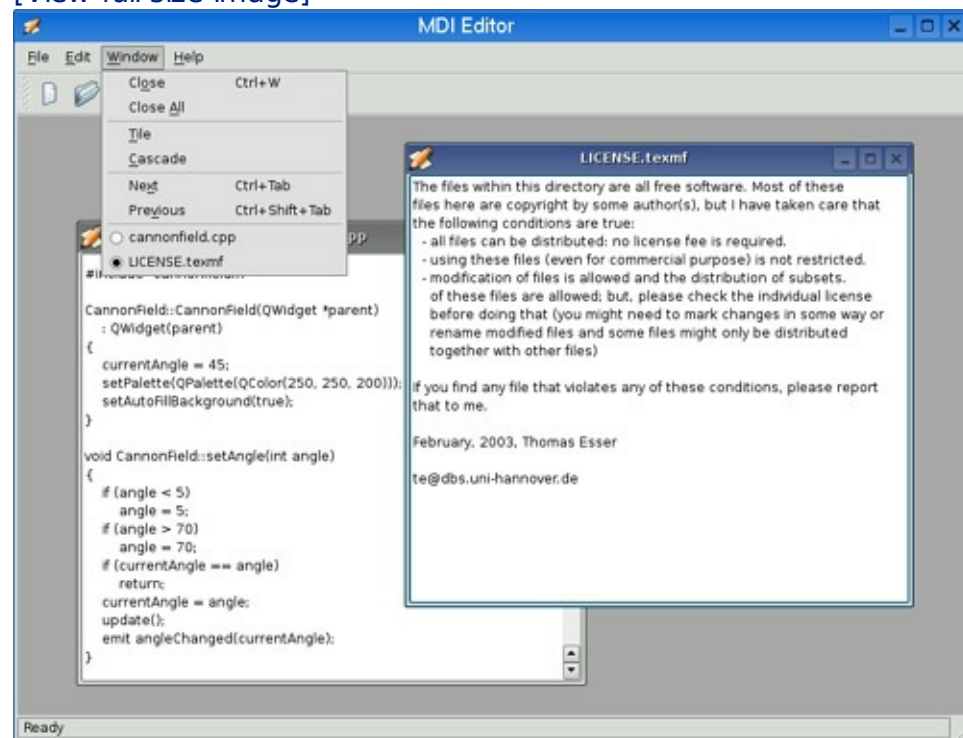 [View full size image]
MDI Editor
File Edit Window Help
Close Ctrl+W
Close All
Tile
Cascade
Next Ctrl+Tab
Previous Ctrl+Shift+Tab
cannonfield.cpp
LICENSE.texmf
pp
CannonField::CannonField(QWidget *parent)
: QWidget(parent)
{
currentAngle = 45;
setPalette(QPalette(QColor(250, 250, 200)));
setAutoFillBackground(true);
}
void CannonField::setAngle(int angle)
{
if (angle < 5)
angle = 5;
if (angle > 70)
angle = 70;
if (currentAngle == angle)
return;
currentAngle = angle;
update();
emit angleChanged(currentAngle);
}
LICENSE.texmf
The files within this directory are all free software. Most of these
files here are copyright by some author(s), but I have taken care that
the following conditions are true:
- all files can be distributed: no license fee is required.
- using these files (even for commercial purpose) is not restricted.
- modification of files is allowed and the distribution of subsets.
of these files are allowed; but, please check the individual license
before doing that (you might need to mark changes in some way or
rename modified files and some files might only be distributed
together with other files)
If you find any file that violates any of these conditions, please report
that to me.
February, 2003, Thomas Esser
te@dbs.uni-hannover.de
Ready